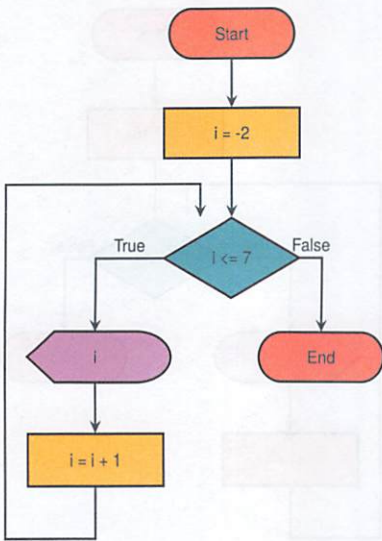 Start
i = -2
i <= 7
True
False
i
End
i = i + 1